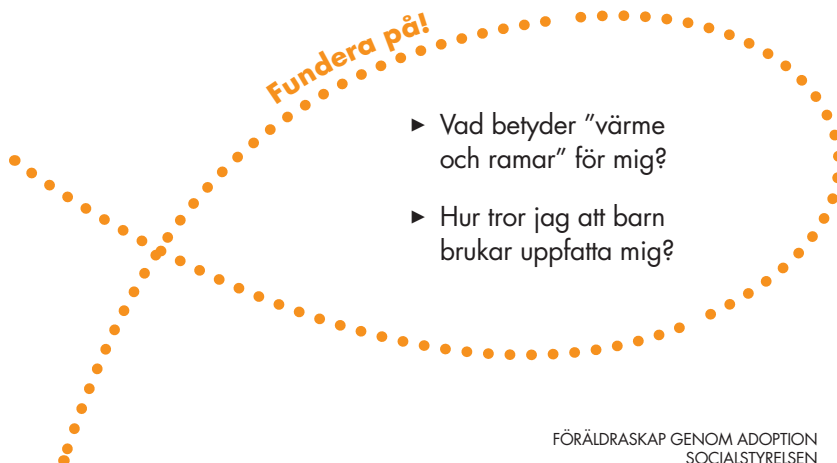 Fundera på!
► Vad betyder ”värme
och ramar” för mig?
► Hur tror jag att barn
brukar uppfatta mig?
FÖRÄLDRASKAP GENOM ADOPTION
SOCIALSTYRELSEN